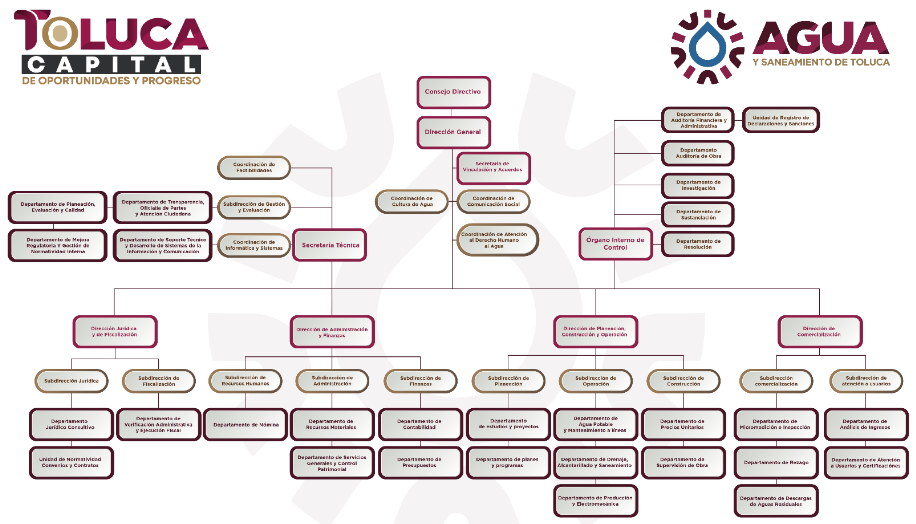 TOLUCA
CAPITAL
DE OPORTUNIDADES Y PROGRESO
AGUA
Y SANEAMIENTO DE TOLUCA
Consejo Directivo
Dirección General
Secretaría de
Vinculación y Acuerdos
Coordinación de
Cultura de Agua
Coordinación de
Comunicación Social
Coordinación de Atención
al Derecho Humano
al Agua
Departamento de
Auditoría Financiera y
Administrativa
Unidad de Registro de
Declaraciones y Sanciones
Departamento
Auditoría de Obra
Departamento de
Investigación
Departamento de
Sustanciación
Órgano Interno de
Control
Departamento de
Resolución
Coordinación de
Factibilidades
Departamento de Planeación,
Evaluación y Calidad
Departamento de Transparencia,
Oficialía de Partes
y Atención Ciudadana
Subdirección de Gestión
y Evaluación
Departamento de Mejora
Regulatoria Y Gestión de
Normatividad Interna
Departamento de Soporte Técnico
y Desarrollo de Sistemas de la
Información y Comunicación
Coordinación de
Informática y Sistemas
Secretaría Técnica
Dirección Jurídica
y de Fiscalización
Dirección de Administración
y Finanzas
Dirección de Planeación,
Construcción y Operación
Dirección de
Comercialización
Subdirección Jurídica
Subdirección de
Fiscalización
Subdirección de
Recursos Humanos
Subdirección de
Administración
Subdirección de
Finanzas
Subdirección de
Planeación
Subdirección de
Operación
Subdirección de
Construcción
Subdirección
comercialización
Subdirección de
atención a usuarios
Departamento
Jurídico Consultivo
Departamento de
Verificación Administrativa
y Ejecución Fiscal
Departamento de Nómina
Departamento de
Recursos Materiales
Departamento de
Contabilidad
Departamento
de estudios y proyectos
Departamento de
Agua Potable
y Mantenimiento a líneas
Departamento de
Precios Unitarios
Departamento de
Micromedición e Inspección
Departamento de
Análisis de Ingresos
Unidad de Normatividad
Convenios y Contratos
Departamento de Servicios
Generales y Control
Patrimonial
Departamento de
Presupuestos
Departamento de planes
y programas
Departamento de Drenaje,
Alcantarillado y Saneamiento
Departamento de
Supervisión de Obra
Departamento de Rezago
Departamento de Atención
a Usuarios y Certificaciones
Departamento de Producción
y Electromecánica
Departamento de Descargas
de Aguas Residuales